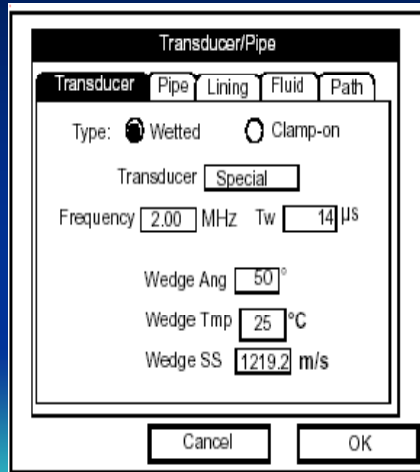 Transducer/Pipe
Transducer Pipe Lining Fluid Path
Type: Wetted Clamp-on
Transducer Special
Frequency 2.00 MHz Tw 14 µs
Wedge Ang 50°
Wedge Tmp 25 °C
Wedge SS 1219.2 m/s
Cancel OK